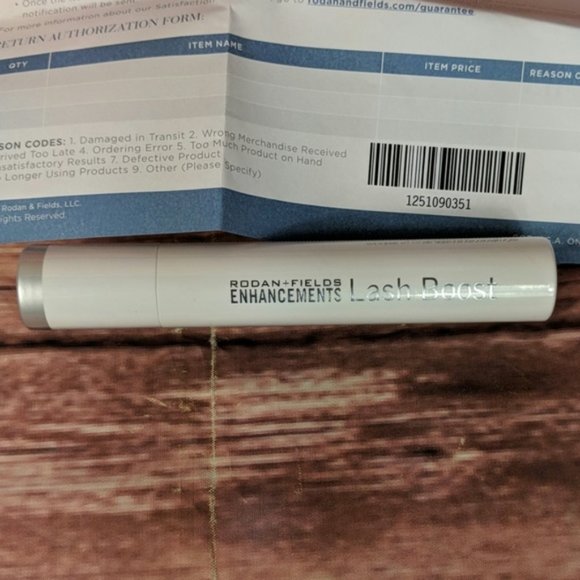 notification will be sent
For more information about our Satisfaction
go to rodanandfields.com/guarantee
RETURN AUTHORIZATION FORM:
QTY ITEM NAME ITEM PRICE REASON
SON CODES: 1. Damaged in Transit 2. Wrong Merchandise Received
rived Too Late 4. Ordering Error 5. Too Much Product on Hand
nsatisfactory Results 7. Defective Product
Longer Using Products 9. Other (Please Specify)
1251090351
Rodan & Fields, LLC.
ights Reserved.
RODAN+FIELDS
ENHANCEMENTS Lash Boost